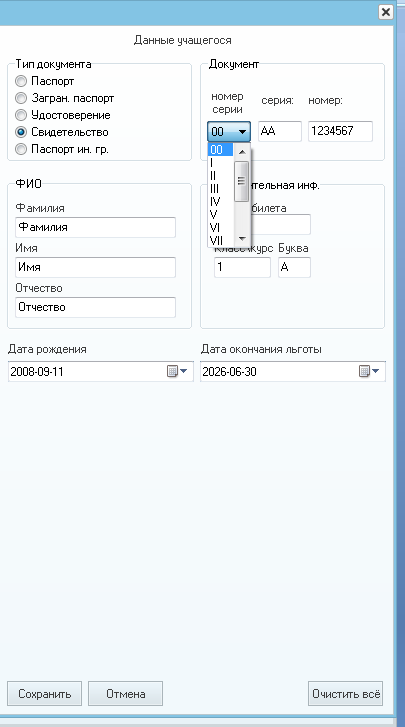 Данные учащегося
Тип документа
Паспорт
Загран. паспорт
Удостоверение
Свидетельство
Паспорт ин. гр.
Документ
номер серии
серия:
номер:
00
АА
1234567
00
I
II
III
IV
V
VI
VII
ФИО
Фамилия
Фамилия
Имя
Имя
Отчество
Отчество
тельная инф.
билета
Класс\курс
Буква
1
А
Дата рождения
2008-09-11
Дата окончания льготы
2026-06-30
Сохранить
Отмена
Очистить всё